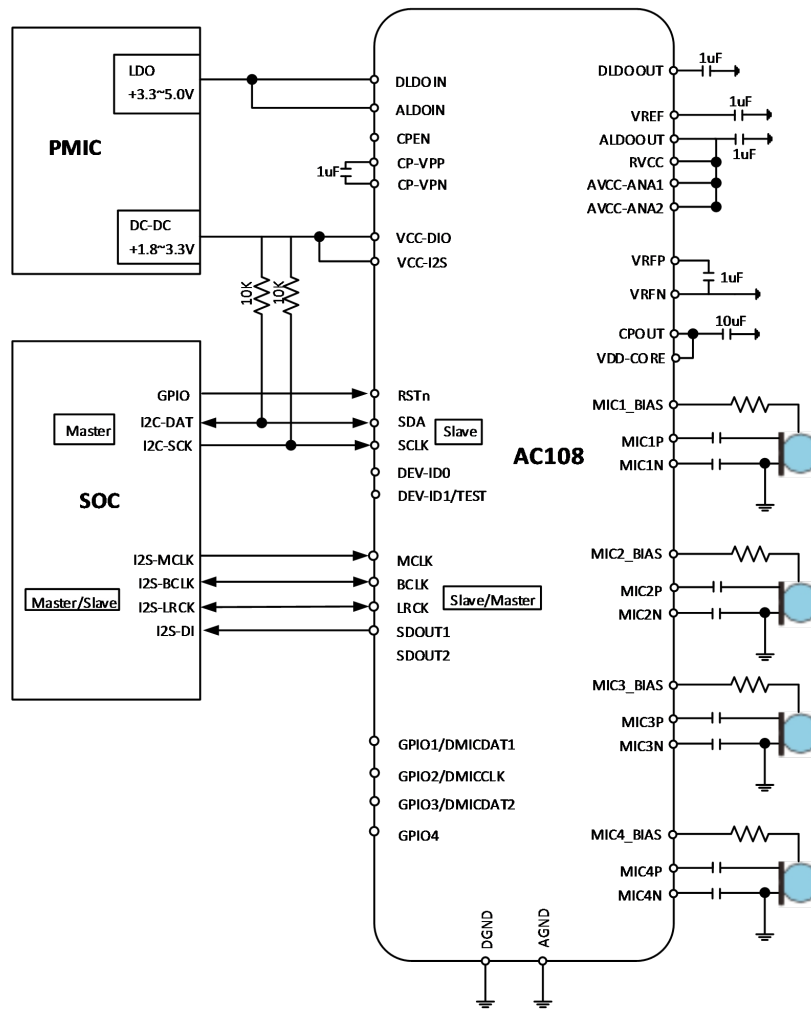 PMIC
LDO
+3.3~5.0V
DC-DC
+1.8~3.3V
1uF
10K
10K
SOC
GPIO
I2C-DAT
I2C-SCK
Master
I2S-MCLK
I2S-BCLK
I2S-LRCK
I2S-DI
Master/Slave
AC108
DLDOIN
ALDOIN
CPEN
CP-VPP
CP-VPN
VCC-DIO
VCC-I2S
RSTn
SDA
SCLK
Slave
DEV-ID0
DEV-ID1/TEST
MCLK
BCLK
LRCK
Slave/Master
SDOUT1
SDOUT2
GPIO1/DMICDAT1
GPIO2/DMICCLK
GPIO3/DMICDAT2
GPIO4
DGND
AGND
DLDOOUT
1uF
VREF
1uF
ALDOOUT
1uF
RVCC
AVCC-ANA1
AVCC-ANA2
VRFP
1uF
VRFN
CPOUT
10uF
VDD-CORE
MIC1_BIAS
MIC1P
MIC1N
MIC2_BIAS
MIC2P
MIC2N
MIC3_BIAS
MIC3P
MIC3N
MIC4_BIAS
MIC4P
MIC4N